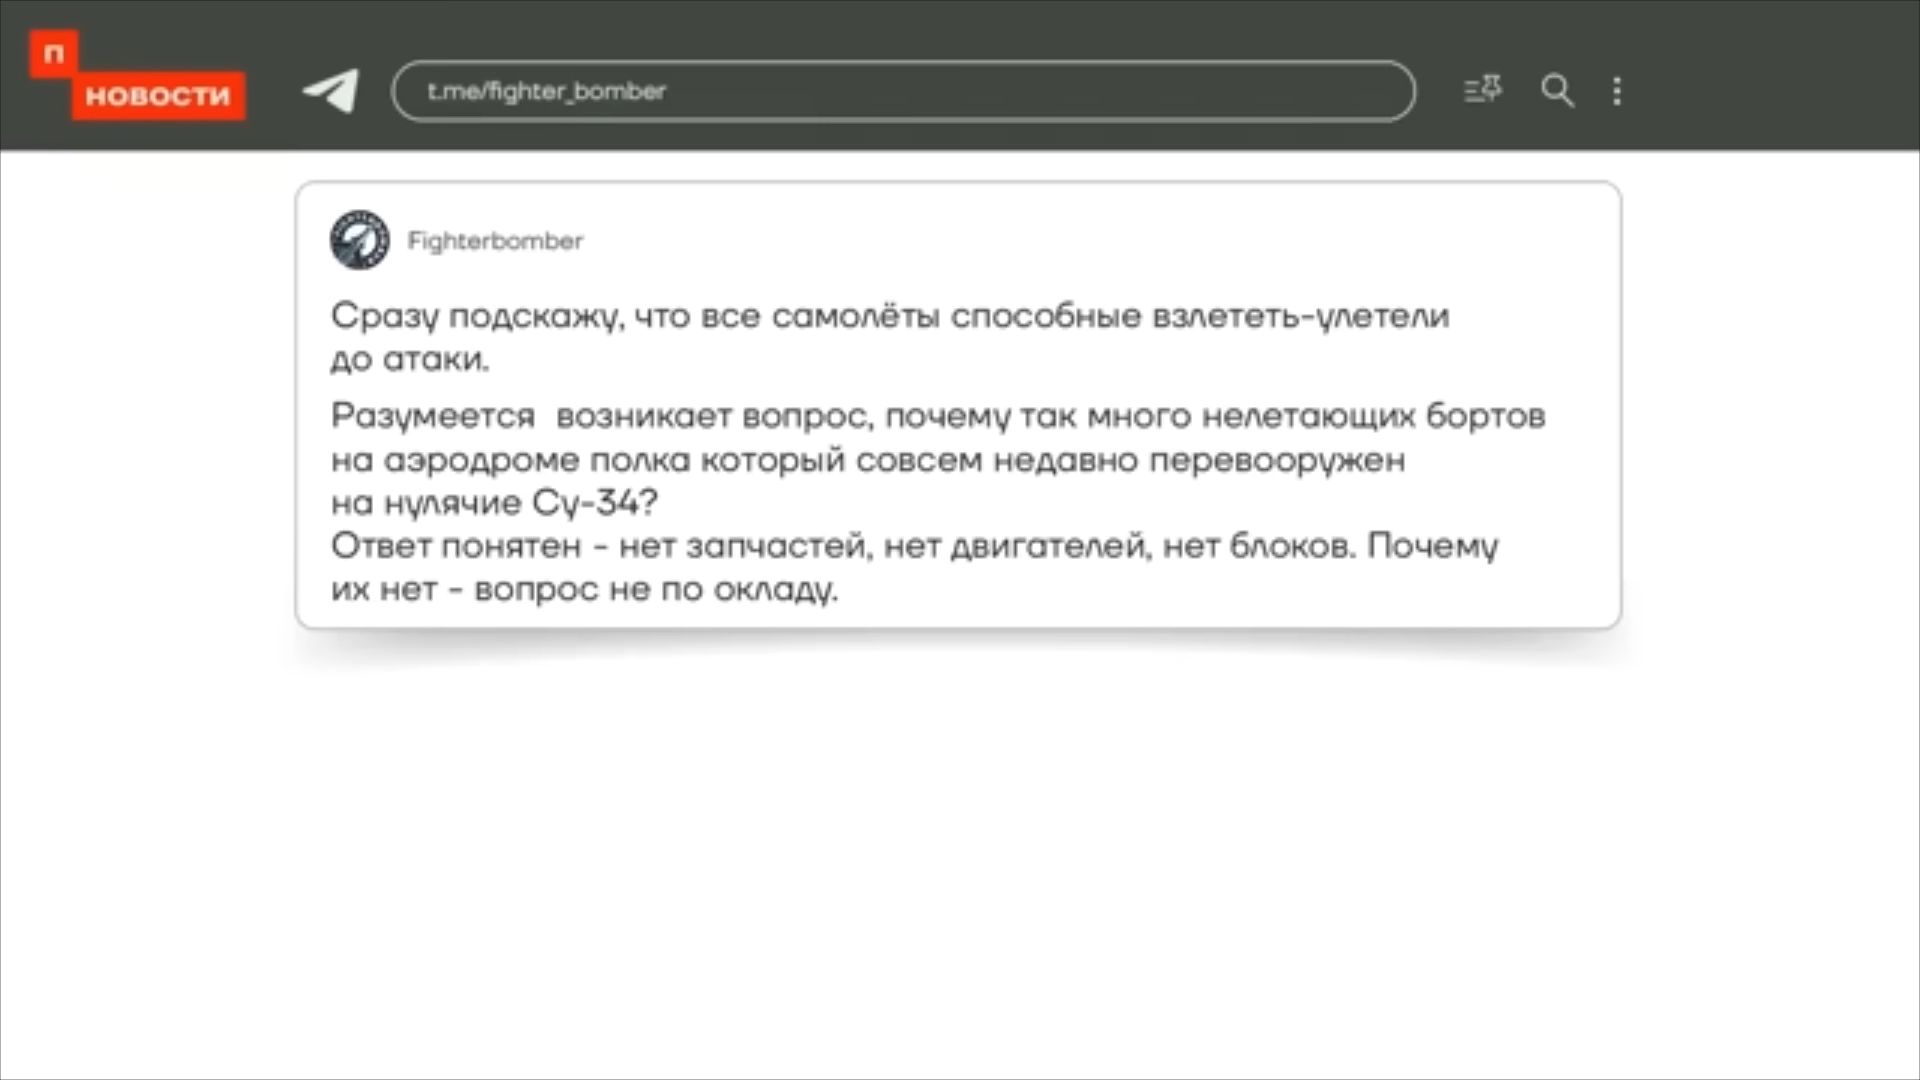 п
новости
t.me/fighter_bomber
Fighterbomber
Сразу подскажу, что все самолёты способные взлететь-улетели
до атаки.
Разумеется возникает вопрос, почему так много нелетающих бортов
на аэродроме полка который совсем недавно перевооружен
на нулячие Су-34?
Ответ понятен - нет запчастей, нет двигателей, нет блоков. Почему
их нет - вопрос не по окладу.